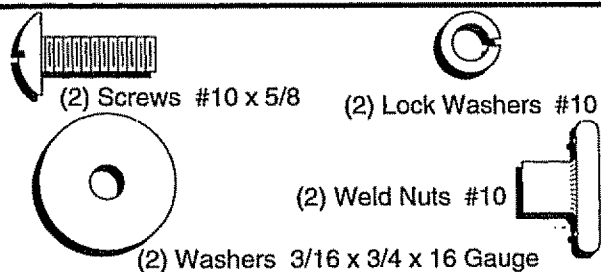 (2) Screws #10 x 5/8
(2) Lock Washers #10
(2) Weld Nuts #10
(2) Washers 3/16 x 3/4 x 16 Gauge